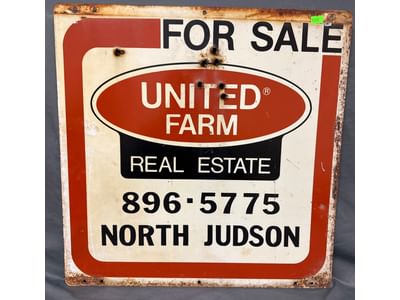 FOR SALE
UNITED®
FARM
REAL ESTATE
896·5775
NORTH JUDSON